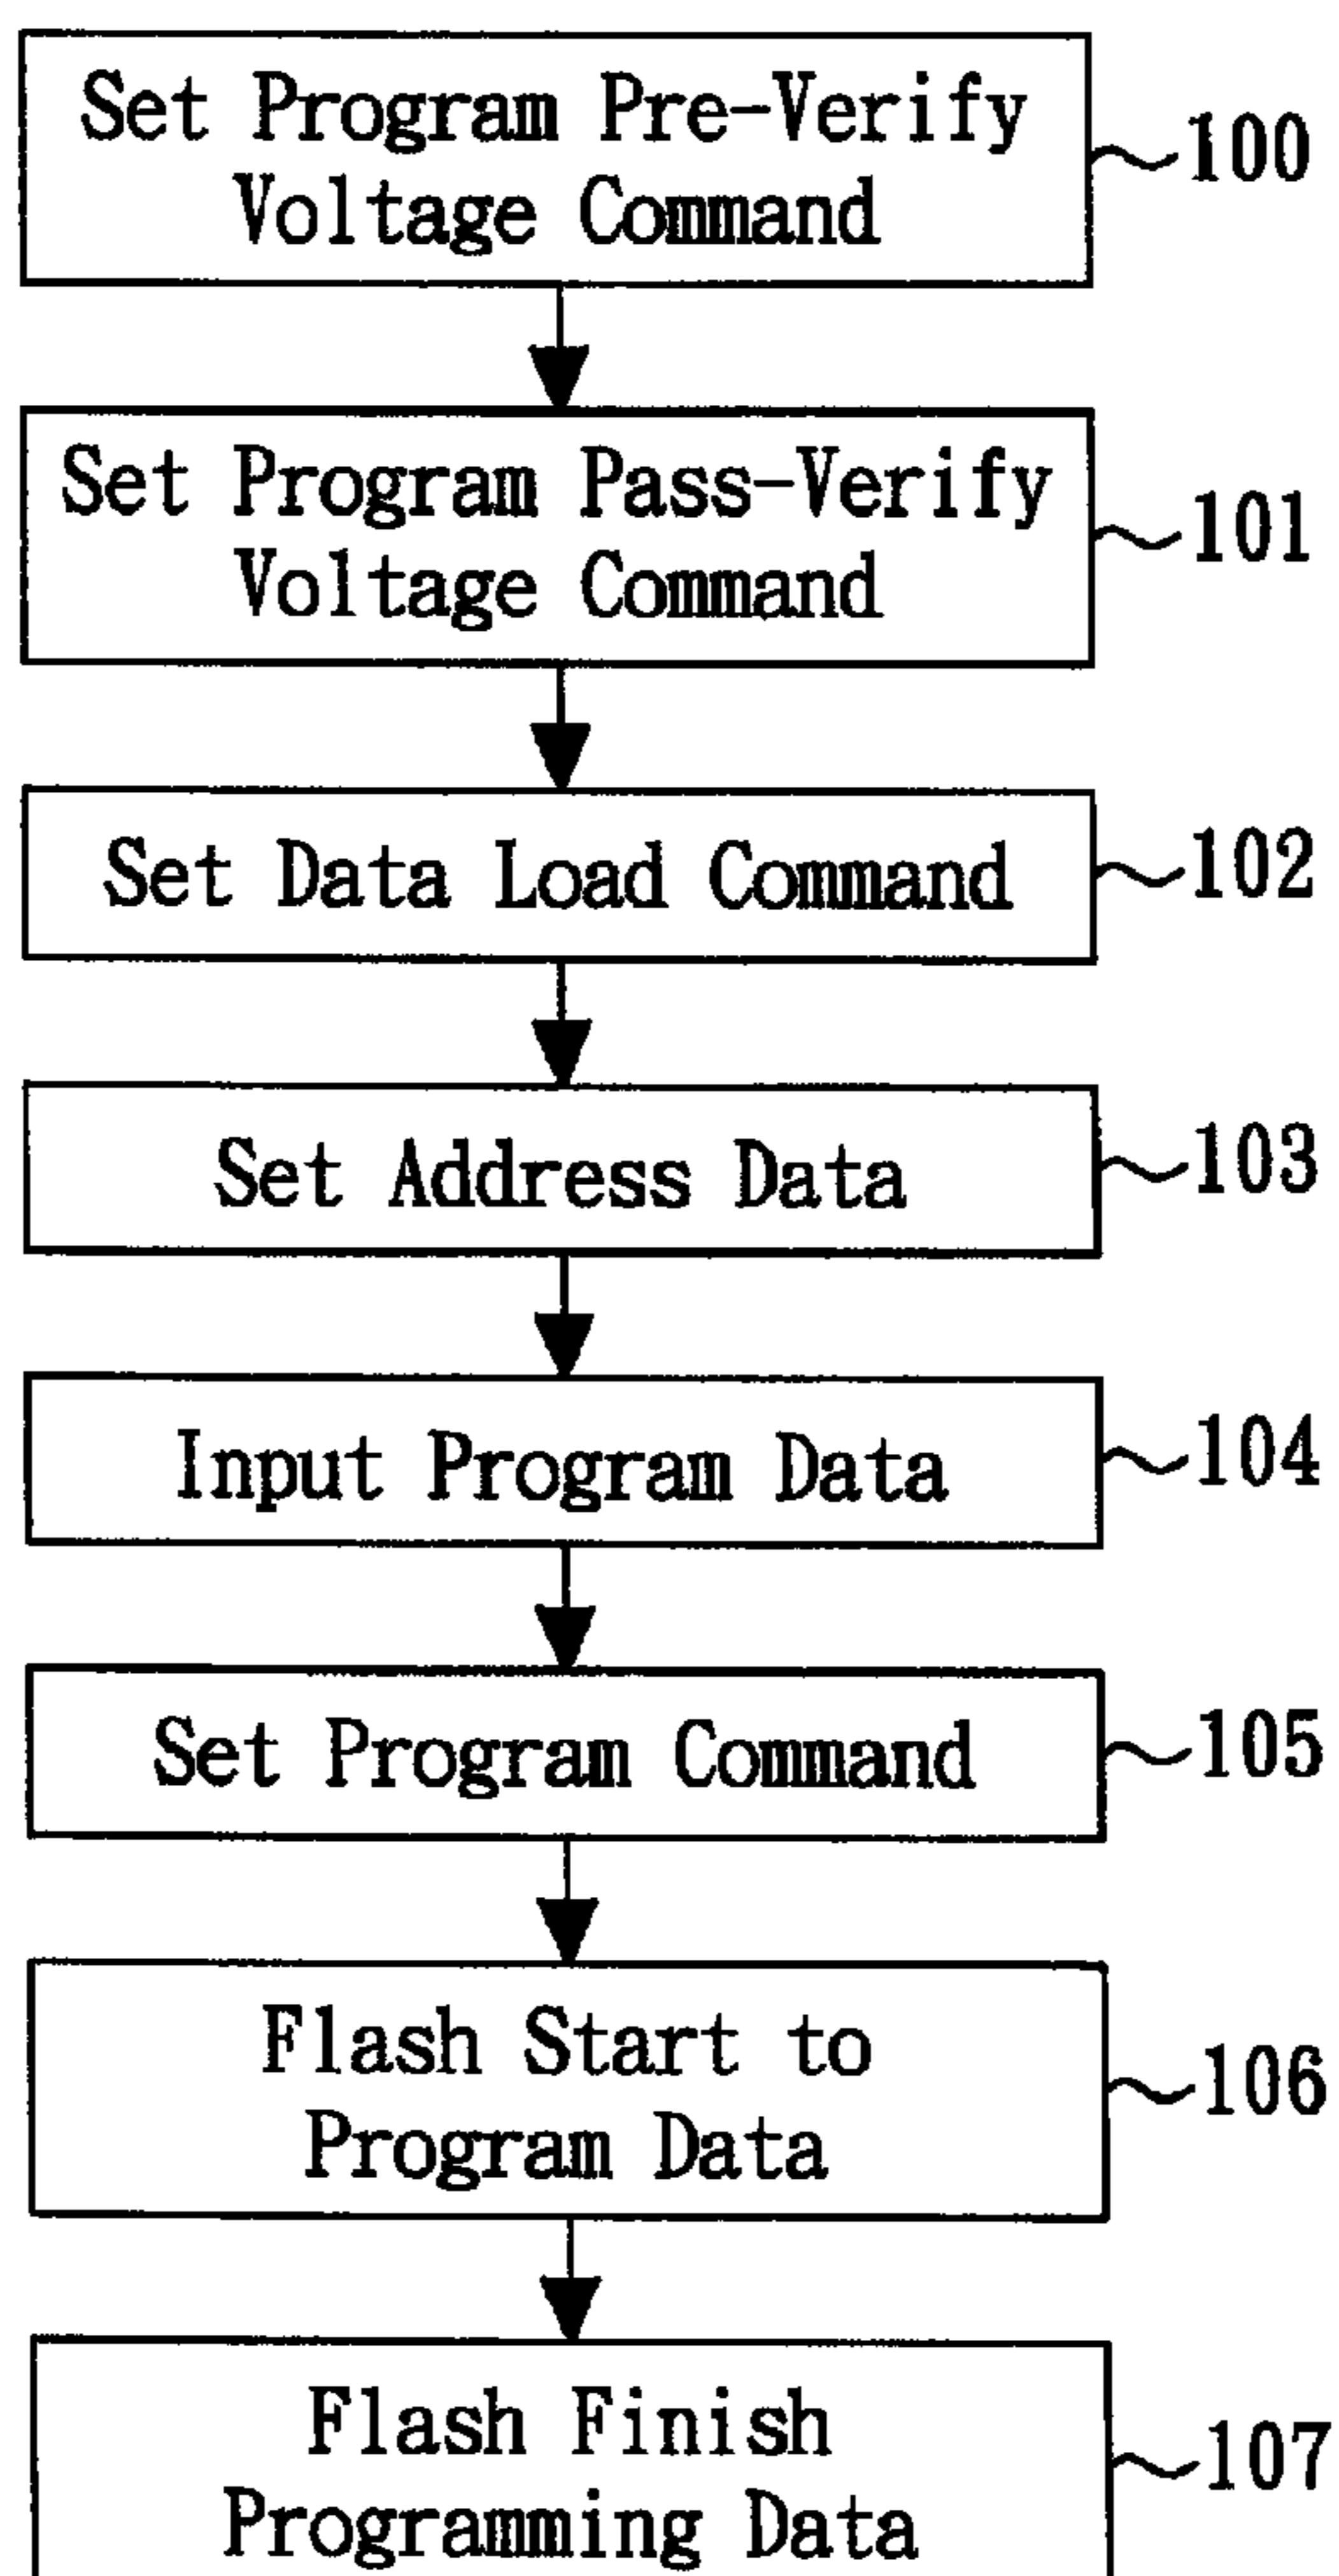 Set Program Pre-Verify
Voltage Command
100
Set Program Pass-Verify
Voltage Command
101
Set Data Load Command
102
Set Address Data
103
Input Program Data
104
Set Program Command
105
Flash Start to
Program Data
106
Flash Finish
Programming Data
107